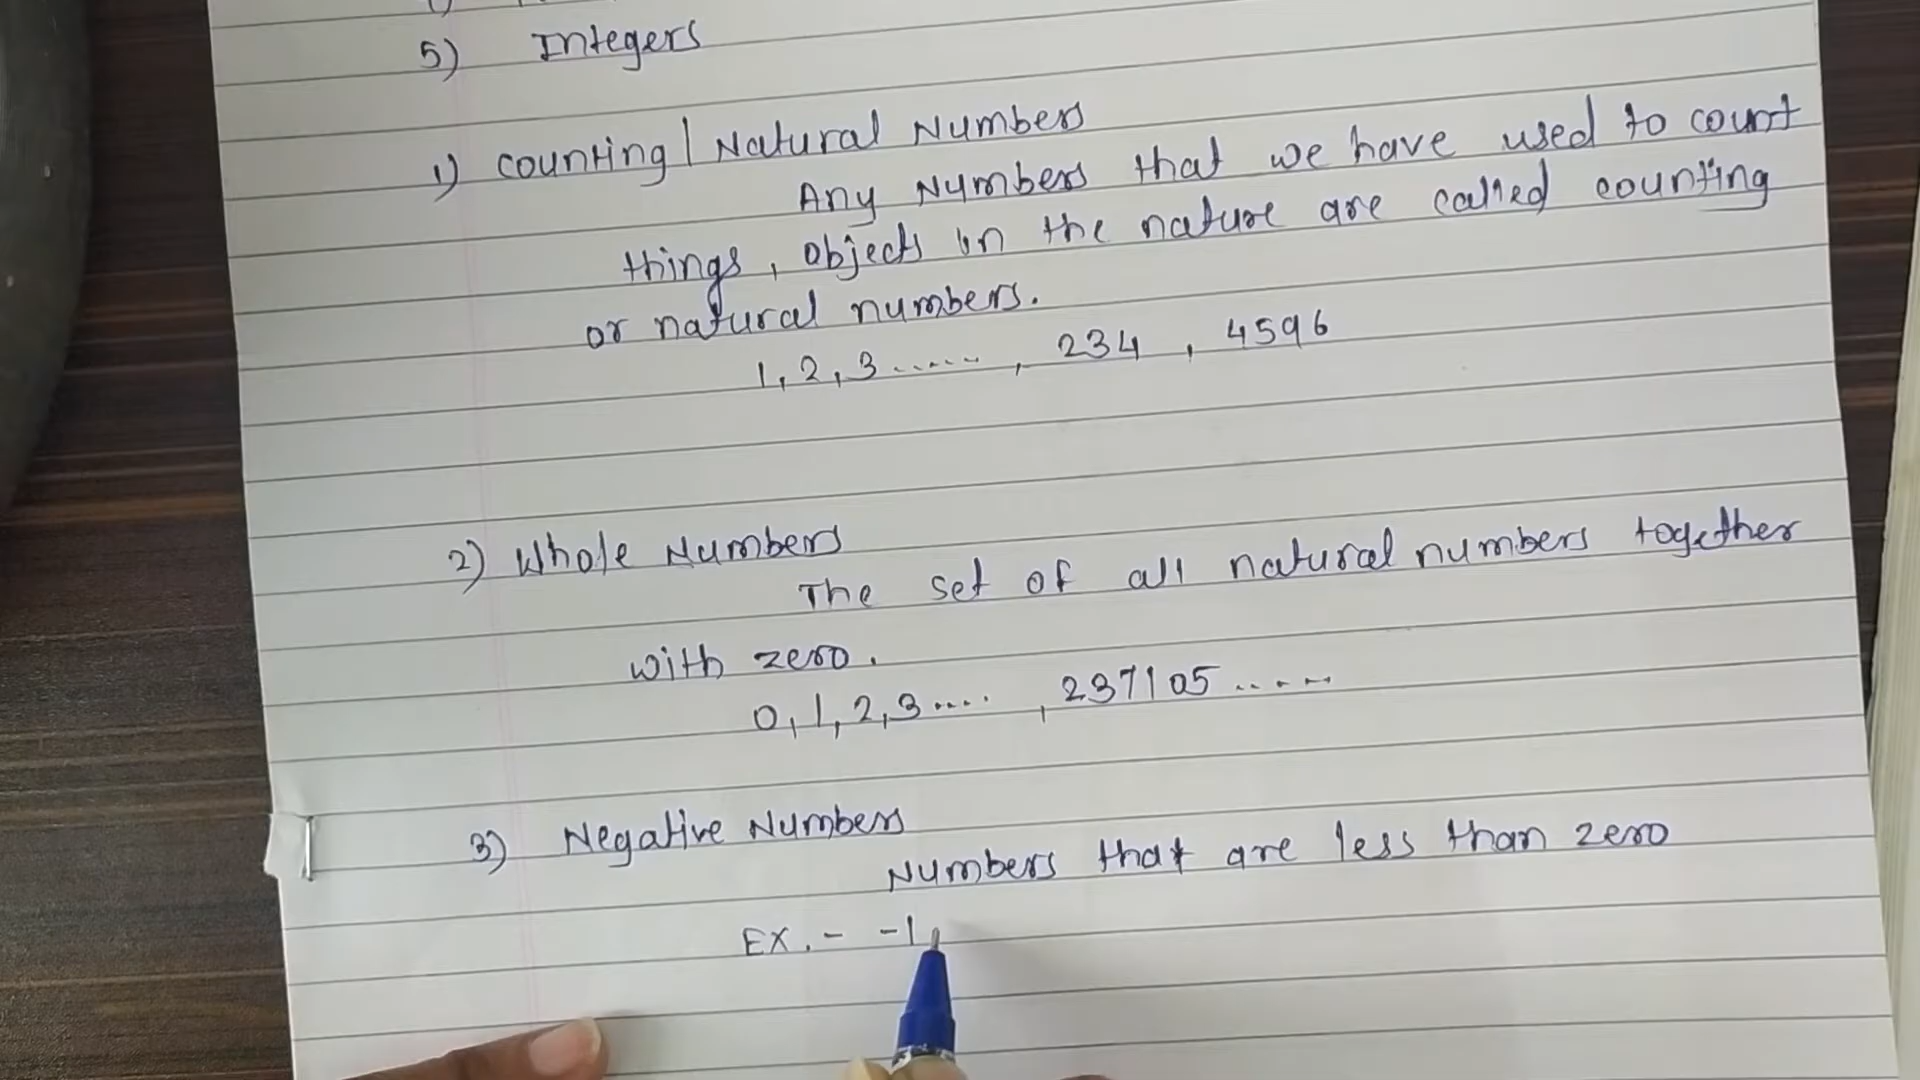 5) Integers
1) Counting | Natural Numbers
Any Numbers that we have used to count
things, objects in the nature are called counting
or natural numbers.
1, 2, 3 ......, 234, 4596
2) Whole Numbers
The set of all natural numbers together
with zero.
0, 1, 2, 3 .... , 237105 ......
3) Negative Numbers
Numbers that are less than zero
EX. - -1,